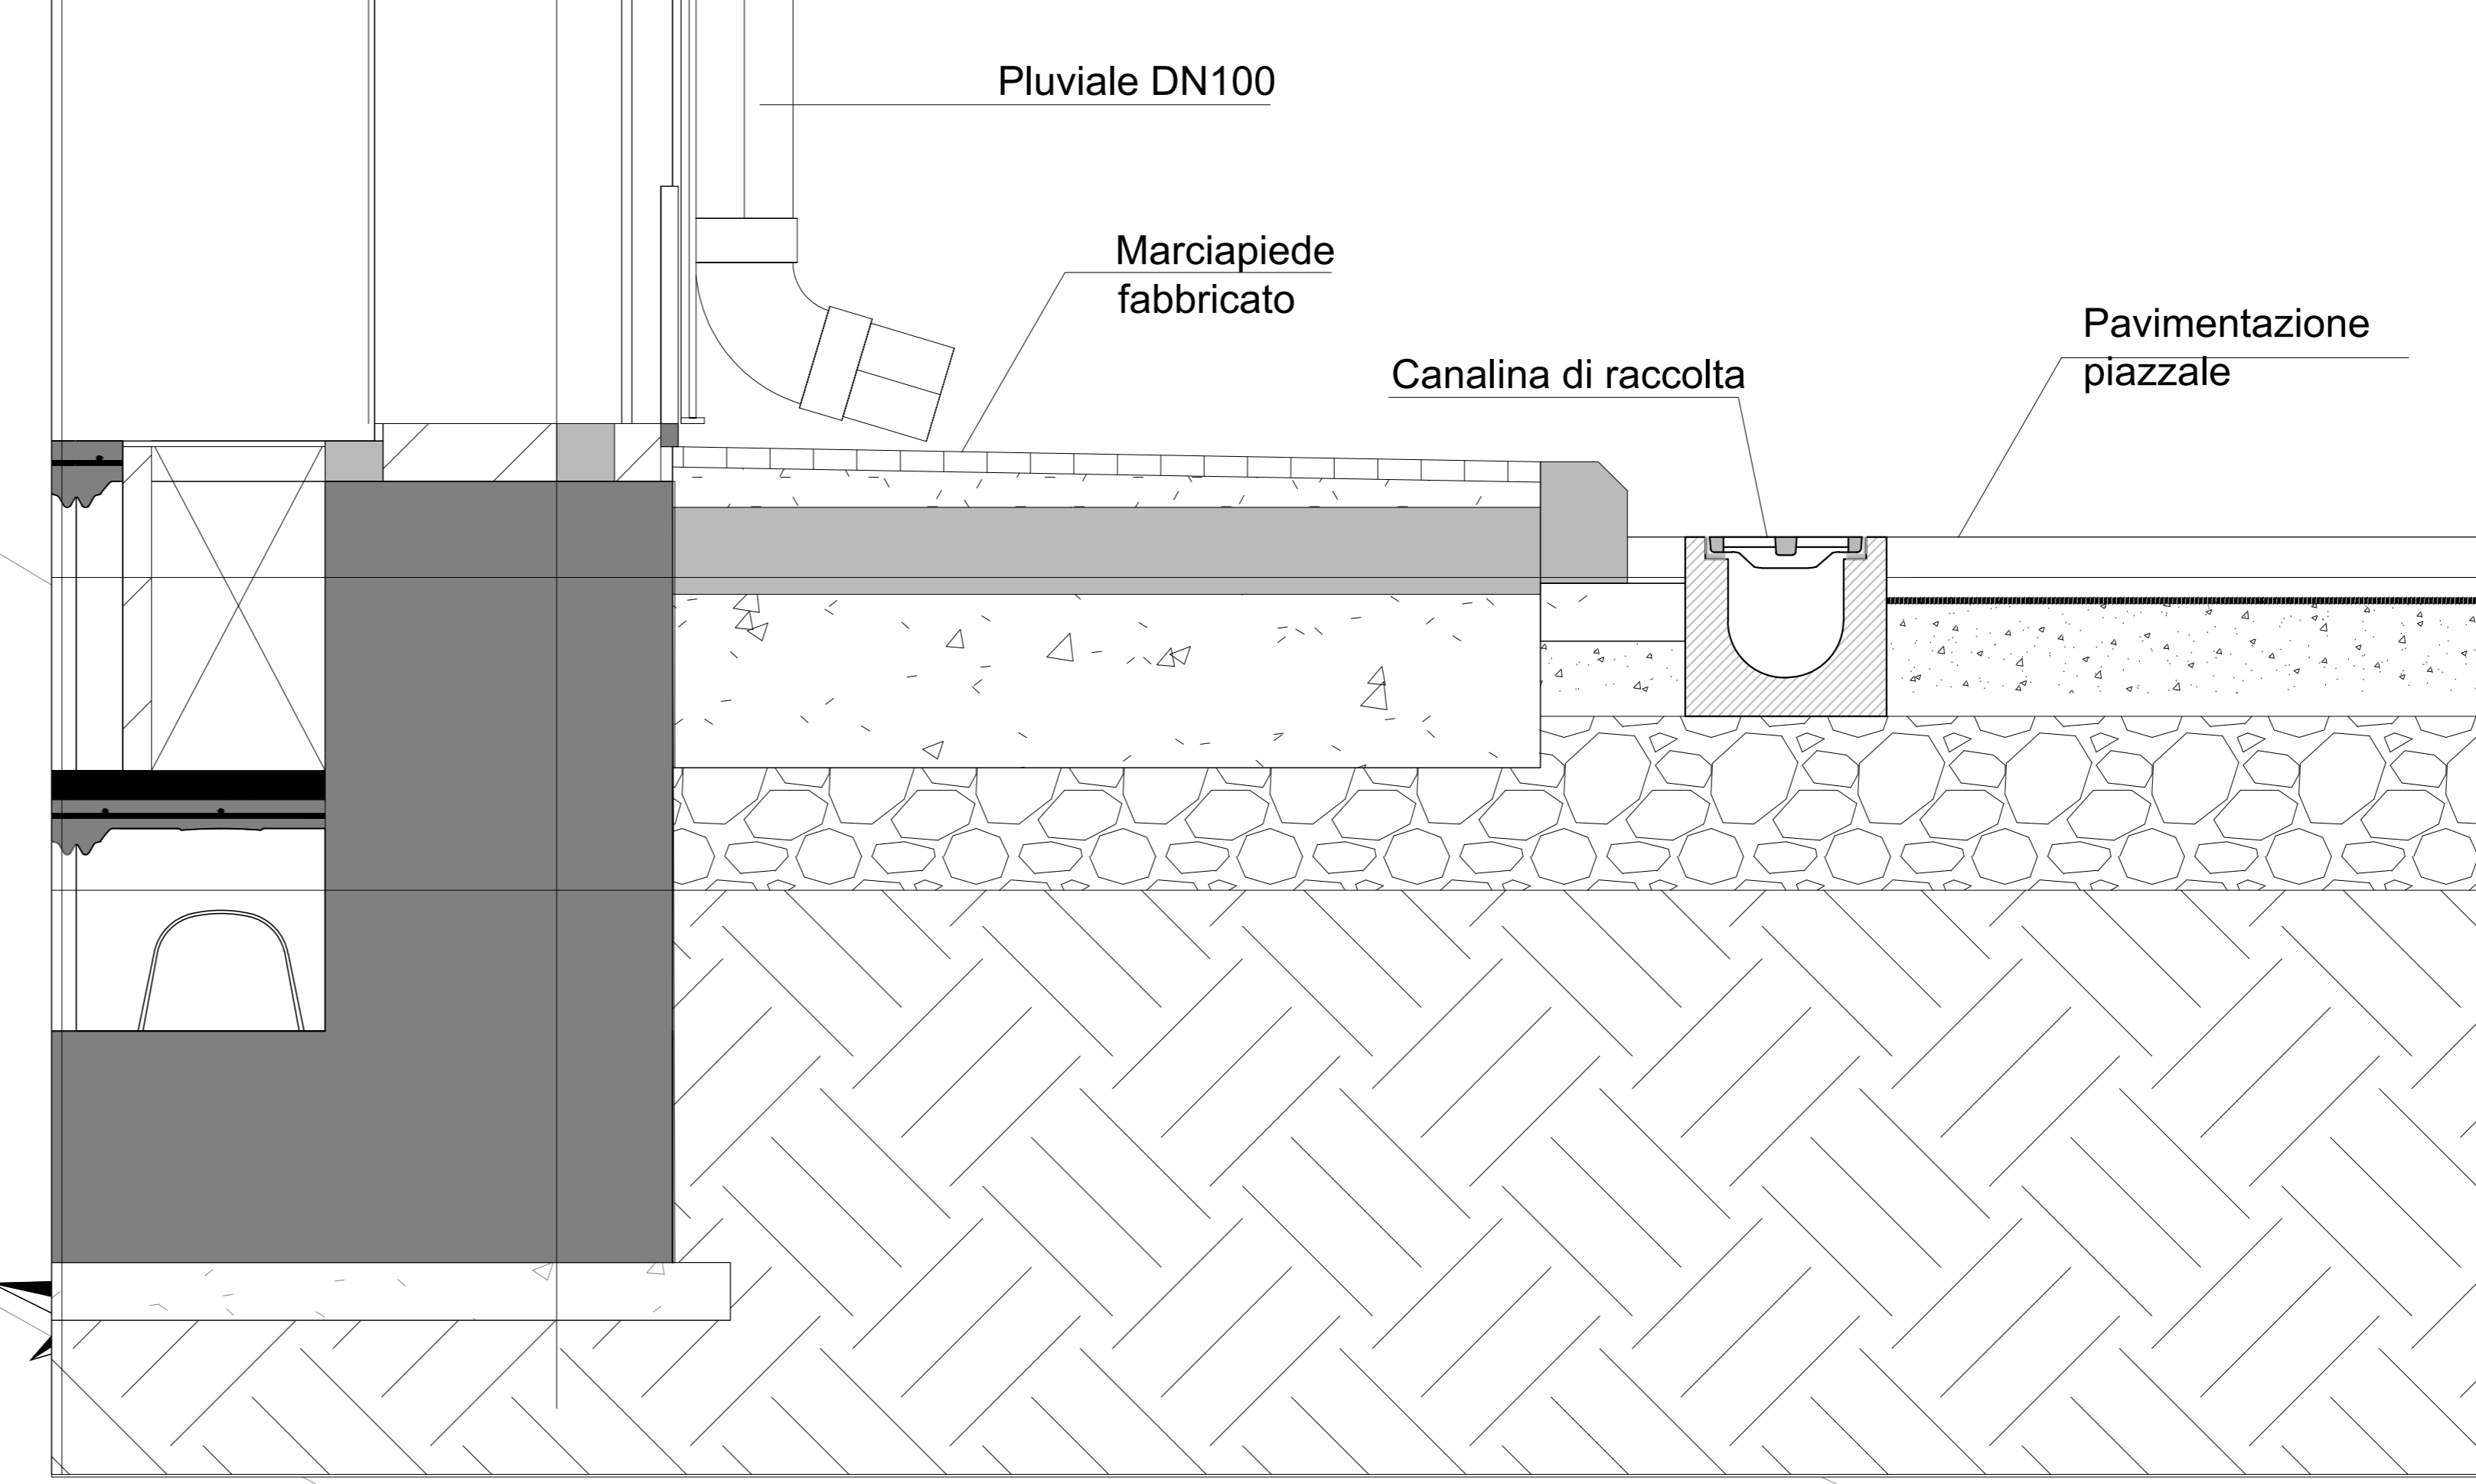 Pluviale DN100
Marciapiede
fabbricato
Canalina di raccolta
Pavimentazione
piazzale